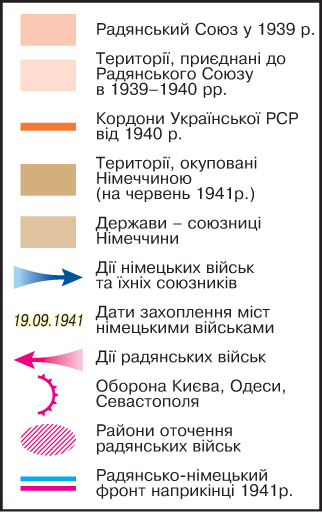 Радянський Союз у 1939 р.
Території, приєднані до
Радянського Союзу
в 1939–1940 рр.
Кордони Української РСР
від 1940 р.
Території, окуповані
Німеччиною
(на червень 1941р.)
Держави – союзниці
Німеччини
Дії німецьких військ
та їхніх союзників
19.09.1941 Дати захоплення міст
німецькими військами
Дії радянських військ
Оборона Києва, Одеси,
Севастополя
Райони оточення
радянських військ
Радянсько-німецький
фронт наприкінці 1941р.